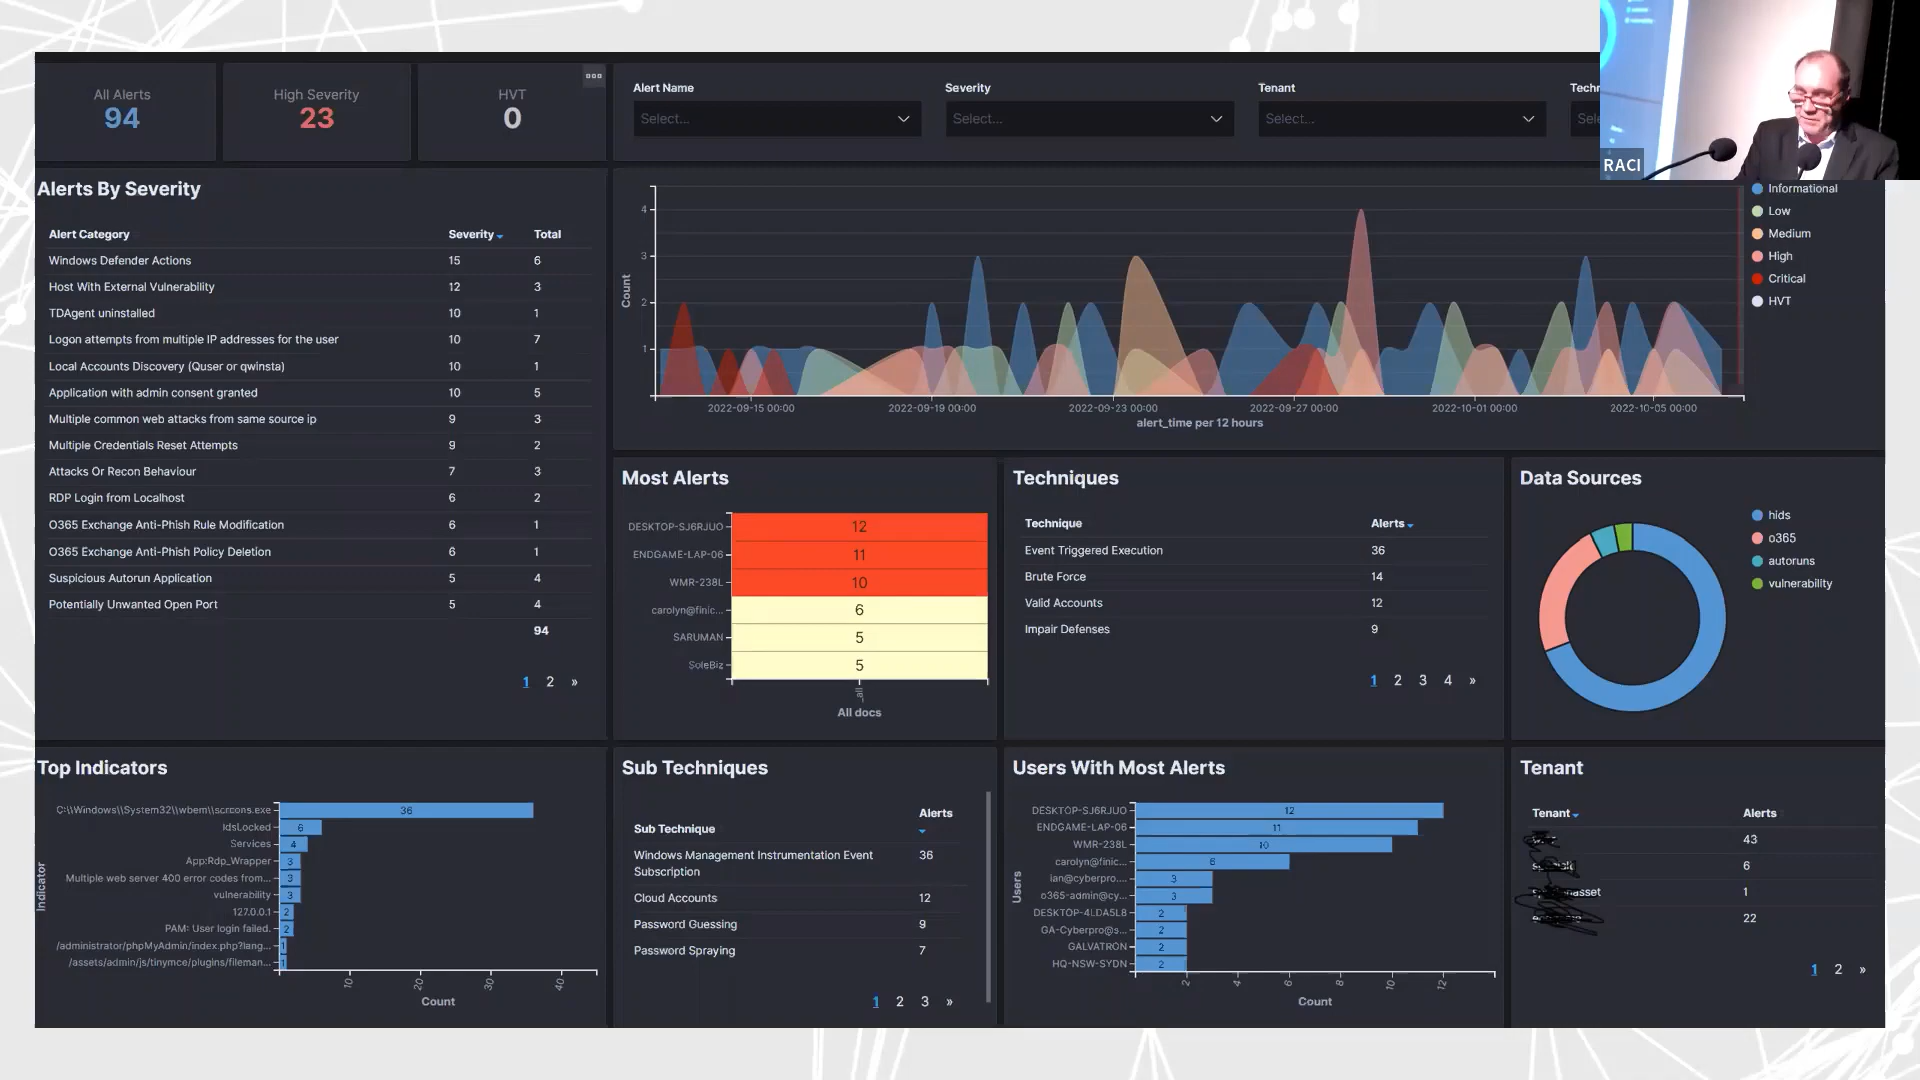 All Alerts
94
High Severity
23
HVT
0
Alert Name
Select...
Severity
Select...
Tenant
Select...
RACI
Alerts By Severity
Alert Category Severity Total
Windows Defender Actions 15 6
Host With External Vulnerability 12 3
TDAgent uninstalled 10 1
Logon attempts from multiple IP addresses for the user 10 7
Local Accounts Discovery (Quser or qwinsta) 10 1
Application with admin consent granted 10 5
Multiple common web attacks from same source ip 9 3
Multiple Credentials Reset Attempts 9 2
Attacks Or Recon Behaviour 7 3
RDP Login from Localhost 6 2
O365 Exchange Anti-Phish Rule Modification 6 1
O365 Exchange Anti-Phish Policy Deletion 6 1
Suspicious Autorun Application 5 4
Potentially Unwanted Open Port 5 4
94
1 2 »
Count
4
3
2
1
2022-09-15 00:00 2022-09-19 00:00 2022-09-23 00:00 2022-09-27 00:00 2022-10-01 00:00 2022-10-05 00:00
alert_time per 12 hours
Informational
Low
Medium
High
Critical
HVT
Most Alerts
DESKTOP-SJ6RJUO 12
ENDGAME-LAP-06 11
WMR-238L 10
carolyn@finic... 6
SARUMAN 5
SoleBiz 5
_all
All docs
Techniques
Technique Alerts
Event Triggered Execution 36
Brute Force 14
Valid Accounts 12
Impair Defenses 9
1 2 3 4 »
Data Sources
hids
o365
autoruns
vulnerability
Top Indicators
Indicator
C:\\Windows\\System32\\wbem\\scrcons.exe 36
IdsLocked 6
Services 4
App:Rdp_Wrapper 3
Multiple web server 400 error codes from... 3
vulnerability 3
127.0.0.1 2
PAM: User login failed. 2
/administrator/phpMyAdmin/index.php?lang... 1
/assets/admin/js/tinymce/plugins/fileman... 1
10 20 30 40
Count
Sub Techniques
Sub Technique Alerts
Windows Management Instrumentation Event 36
Subscription
Cloud Accounts 12
Password Guessing 9
Password Spraying 7
1 2 3 »
Users With Most Alerts
Users
DESKTOP-SJ6RJUO 12
ENDGAME-LAP-06 11
WMR-238L 10
carolyn@finic... 6
ian@cyberpro.... 3
o365-admin@cy... 3
DESKTOP-4LDA5L8 2
GA-Cyberpro@s... 2
GALVATRON 2
HQ-NSW-SYDN 2
2 4 6 8 10 12
Count
Tenant
Tenant Alerts
43
6
1
22
1 2 »